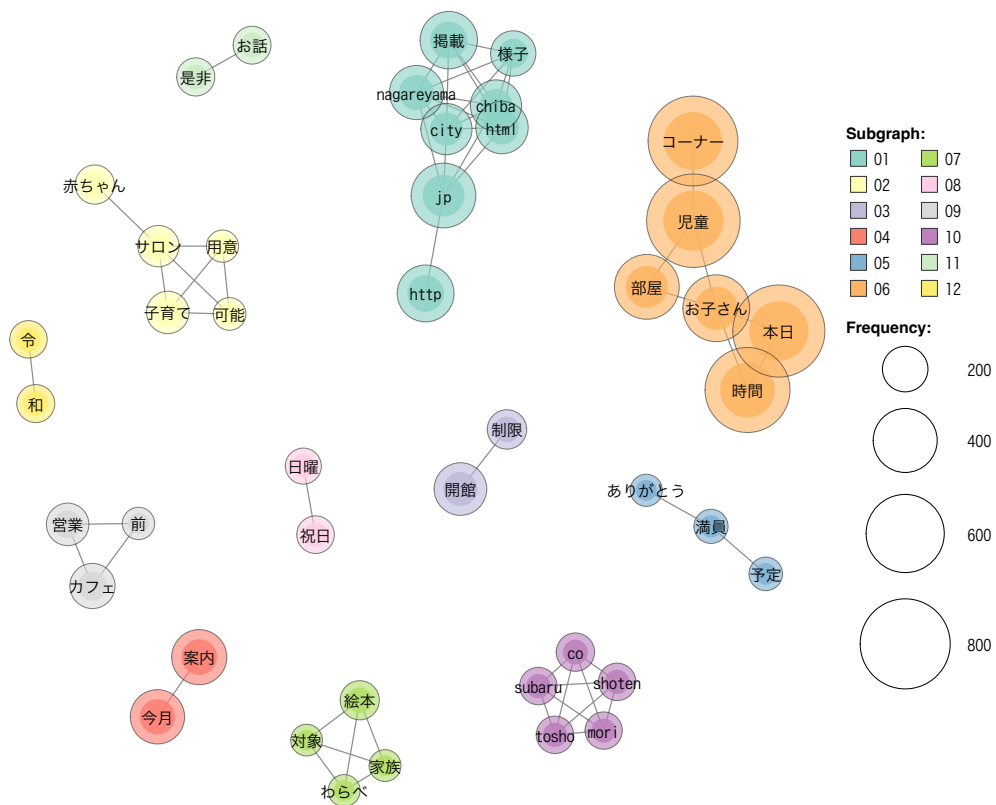 お話
是非
掲載
様子
nagareyama
chiba
city
html
jp
http
コーナー
児童
部屋
お子さん
本日
時間
赤ちゃん
サロン
用意
子育て
可能
令
和
制限
開館
日曜
祝日
ありがとう
満員
予定
営業
前
カフェ
案内
今月
絵本
対象
家族
わらべ
co
subaru
shoten
tosho
mori
Subgraph:
01 07
02 08
03 09
04 10
05 11
06 12
Frequency:
200
400
600
800